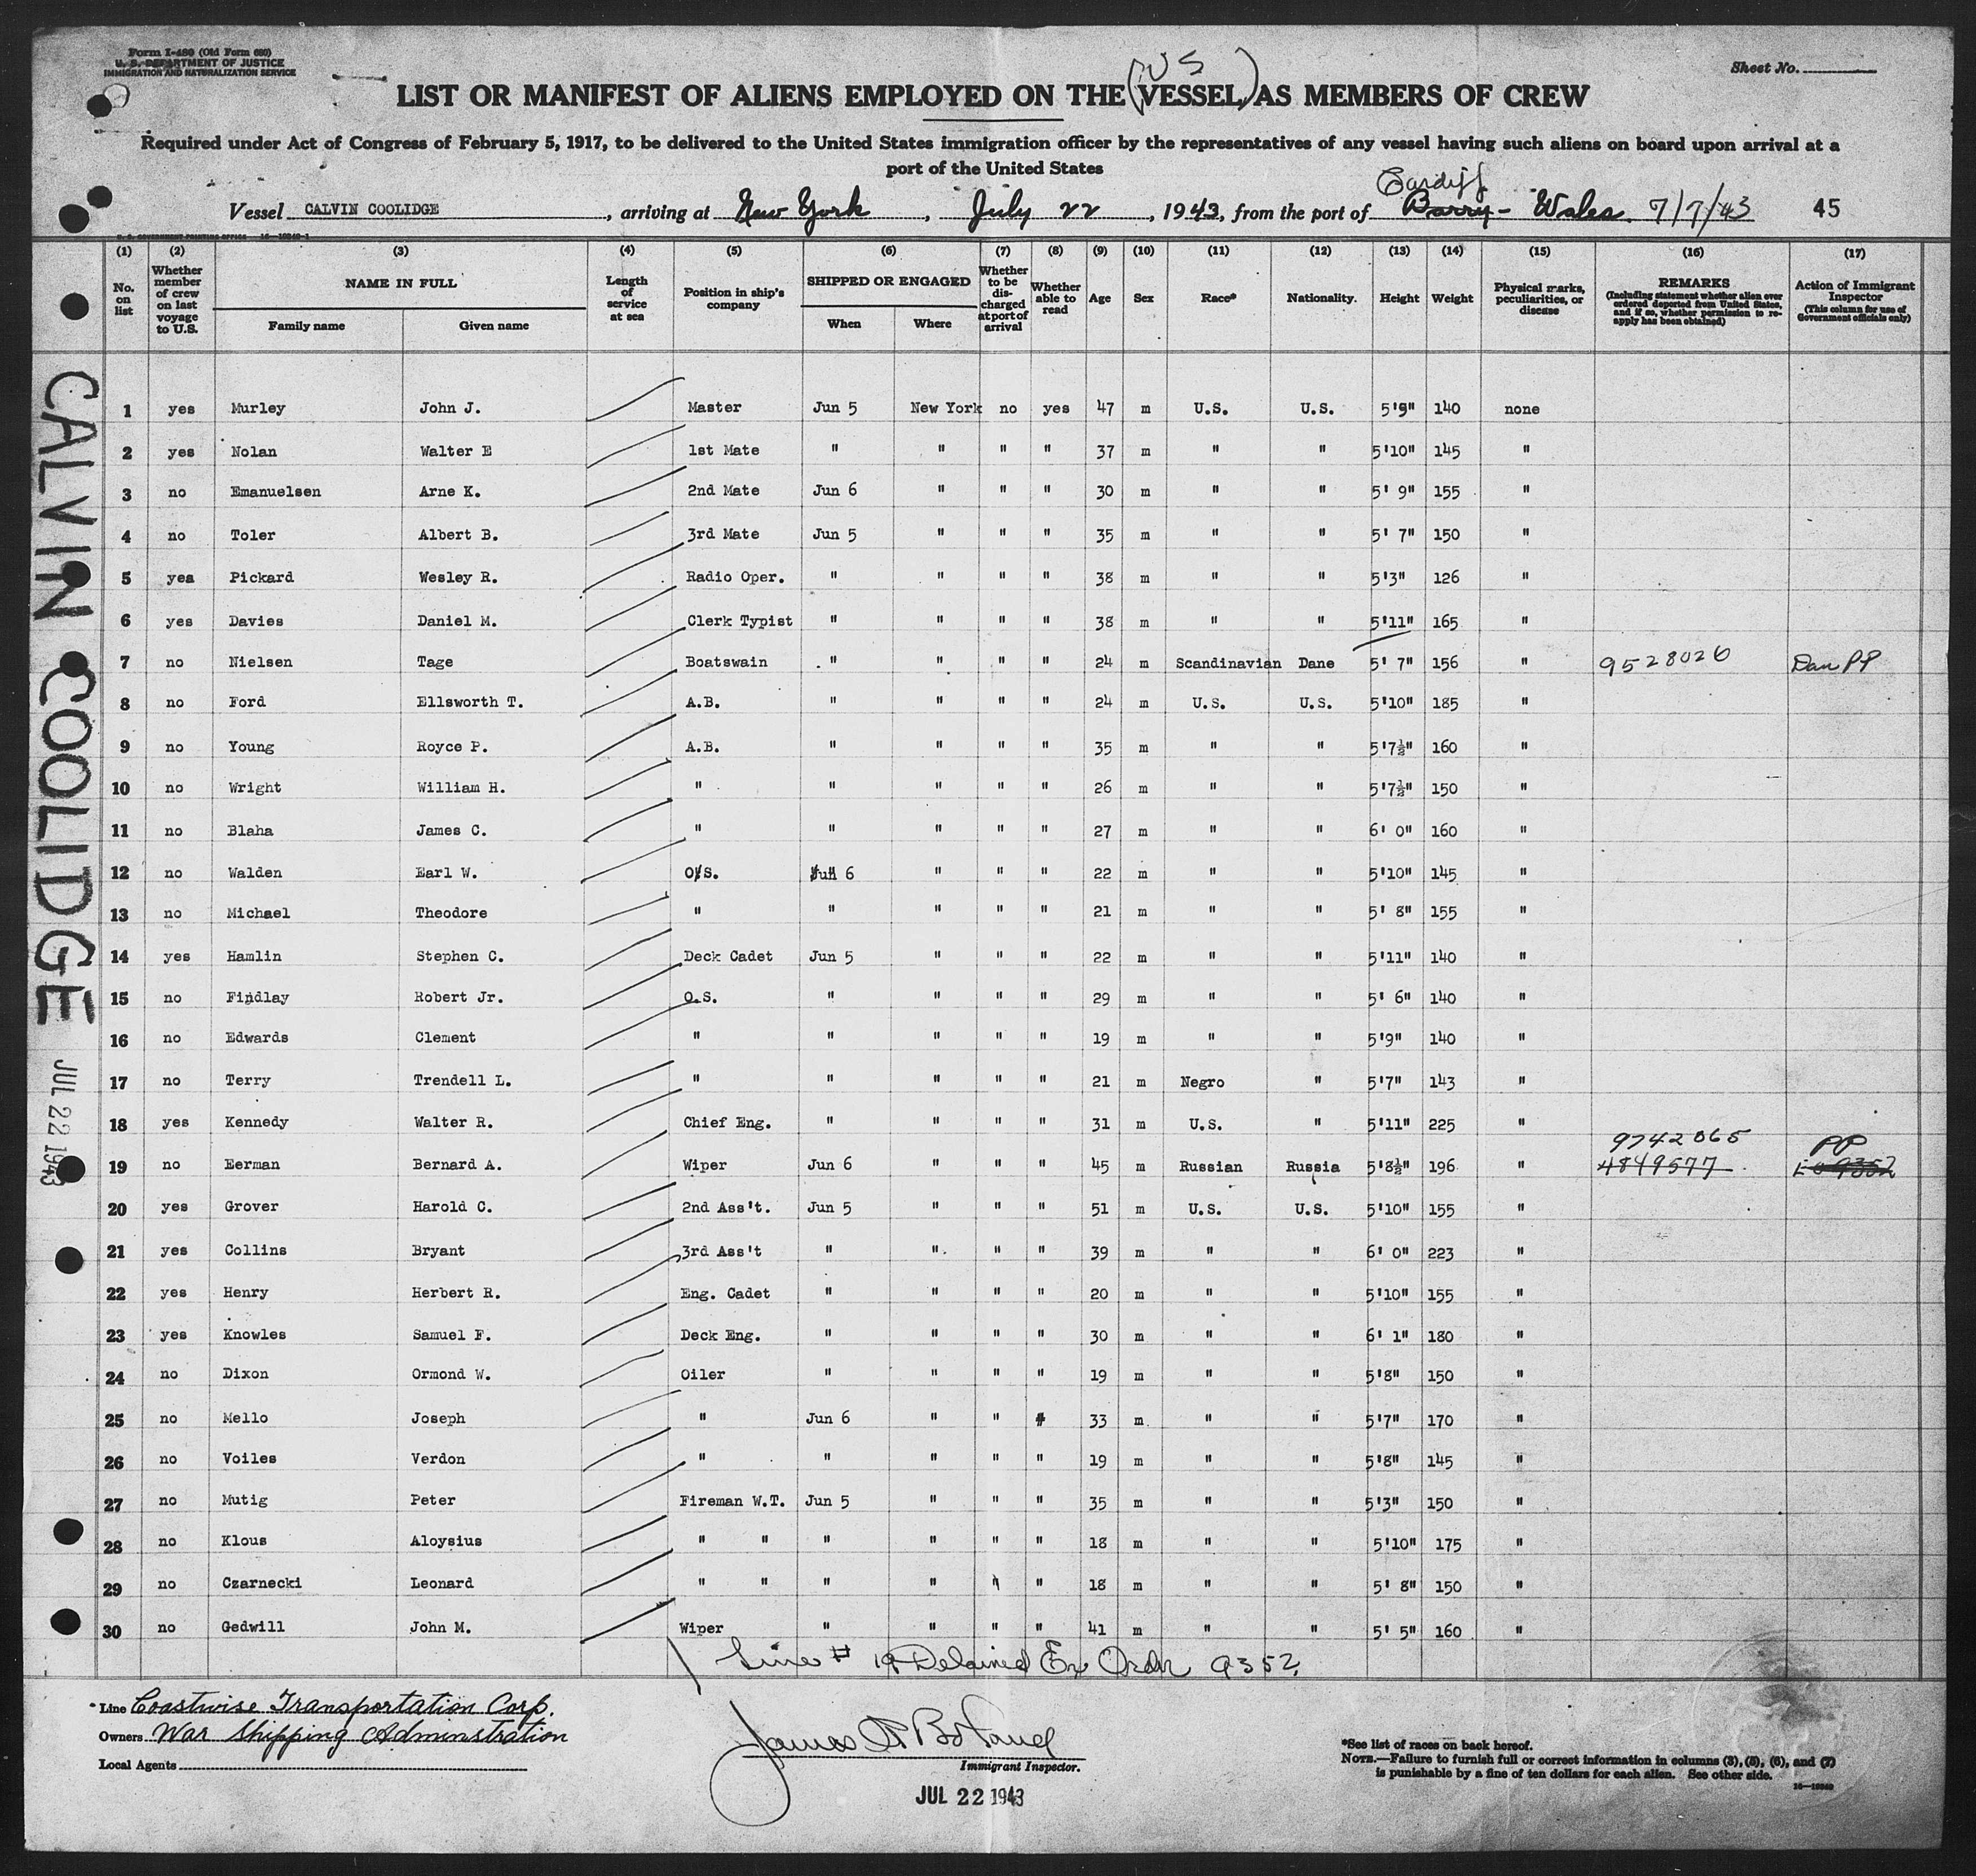 Form I-480 (Old Form 680)
U. S. DEPARTMENT OF JUSTICE
IMMIGRATION AND NATURALIZATION SERVICE
Sheet No.
(US)
LIST OR MANIFEST OF ALIENS EMPLOYED ON THE (VESSEL,) AS MEMBERS OF CREW
Required under Act of Congress of February 5, 1917, to be delivered to the United States immigration officer by the representatives of any vessel having such aliens on board upon arrival at a
port of the United States
Cardiff
Vessel CALVIN COOLIDGE, arriving at New York, July 22, 1943, from the port of Barry - Wales. 7/7/43 45
(1) (2) (3) (4) (5) (6) (7) (8) (9) (10) (11) (12) (13) (14) (15) (16) (17)
No. on list
Whether member of crew on last voyage to U.S.
NAME IN FULL
Family name
Given name
Length of service at sea
Position in ship's company
SHIPPED OR ENGAGED
When
Where
Whether to be discharged at port of arrival
Whether able to read
Age
Sex
Race*
Nationality.
Height
Weight
Physical marks, peculiarities, or disease
REMARKS
(Including statement whether alien ever ordered deported from United States, and if so, whether permission to re-apply has been obtained)
Action of Immigrant Inspector
(This column for use of Government officials only)
1 yes Murley John J. Master Jun 5 New York no yes 47 m U.S. U.S. 5'9" 140 none
2 yes Nolan Walter E 1st Mate " " " " 37 m " " 5'10" 145 "
3 no Emanuelsen Arne K. 2nd Mate Jun 6 " " " 30 m " " 5' 9" 155 "
4 no Toler Albert B. 3rd Mate Jun 5 " " " 35 m " " 5' 7" 150 "
5 yea Pickard Wesley R. Radio Oper. " " " " 38 m " " 5'3" 126 "
6 yes Davies Daniel M. Clerk Typist " " " " 38 m " " 5'11" 165 "
7 no Nielsen Tage Boatswain " " " " 24 m Scandinavian Dane 5' 7" 156 " 9528026 Dan PP
8 no Ford Ellsworth T. A.B. " " " " 24 m U.S. U.S. 5'10" 185 "
9 no Young Royce P. A.B. " " " " 35 m " " 5'7½" 160 "
10 no Wright William H. " " " " " 26 m " " 5'7½" 150 "
11 no Blaha James C. " " " " " 27 m " " 6' 0" 160 "
12 no Walden Earl W. O/S. Jun 6 " " " 22 m " " 5'10" 145 "
13 no Michael Theodore " " " " " 21 m " " 5' 8" 155 "
14 yes Hamlin Stephen C. Deck Cadet Jun 5 " " " 22 m " " 5'11" 140 "
15 no Findlay Robert Jr. O.S. " " " " 29 m " " 5' 6" 140 "
16 no Edwards Clement " " " " " 19 m " " 5'9" 140 "
17 no Terry Trendell L. " " " " " 21 m Negro " 5'7" 143 "
18 yes Kennedy Walter R. Chief Eng. " " " " 31 m U.S. " 5'11" 225 "
9742065 PP
19 no Eerman Bernard A. Wiper Jun 6 " " " 45 m Russian Russia 5'8½" 196 " 4849577 Eo 9352
20 yes Grover Harold C. 2nd Ass't. Jun 5 " " " 51 m U.S. U.S. 5'10" 155 "
21 yes Collins Bryant 3rd Ass't " " " " 39 m " " 6' 0" 223 "
22 yes Henry Herbert R. Eng. Cadet " " " " 20 m " " 5'10" 155 "
23 yes Knowles Samuel F. Deck Eng. " " " " 30 m " " 6' 1" 180 "
24 no Dixon Ormond W. Oiler " " " " 19 m " " 5'8" 150 "
25 no Mello Joseph " Jun 6 " " " 33 m " " 5'7" 170 "
26 no Voiles Verdon " " " " " 19 m " " 5'8" 145 "
27 no Mutig Peter Fireman W.T. Jun 5 " " " 35 m " " 5'3" 150 "
28 no Klous Aloysius " " " " " " 18 m " " 5'10" 175 "
29 no Czarnecki Leonard " " " " " " 18 m " " 5' 8" 150 "
30 no Gedwill John M. Wiper " " " " 41 m " " 5' 5" 160 "
Line # 19 Detained Ex Order 9352
*Line Coastwise Transportation Corp.
Owners War Shipping Adminstration
Local Agents
Immigrant Inspector.
JUL 22 1943
*See list of races on back hereof.
NOTE.—Failure to furnish full or correct information in columns (3), (5), (6), and (7)
is punishable by a fine of ten dollars for each alien. See other side.
CALVIN COOLIDGE
JUL 22 1943